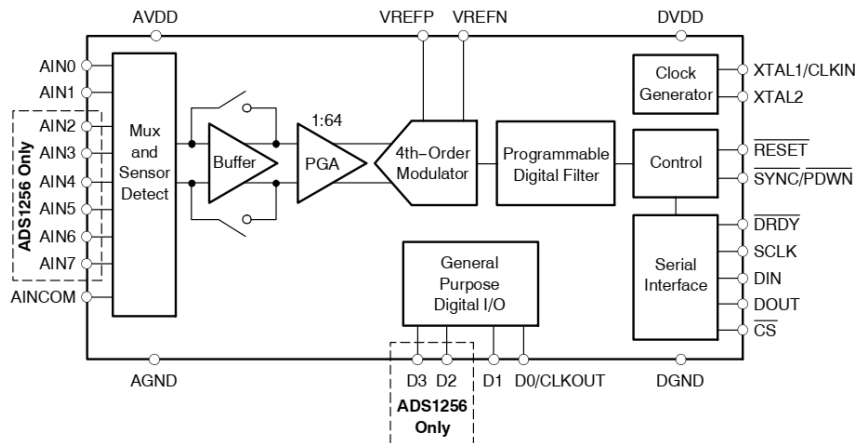 AVDD
VREFP VREFN
DVDD
AIN0
AIN1
AIN2
AIN3
AIN4
AIN5
AIN6
AIN7
AINCOM
ADS1256 Only
Mux
and
Sensor
Detect
Buffer
1:64
PGA
4th−Order
Modulator
Programmable
Digital Filter
Clock
Generator
Control
Serial
Interface
General
Purpose
Digital I/O
XTAL1/CLKIN
XTAL2
RESET
SYNC/PDWN
DRDY
SCLK
DIN
DOUT
CS
AGND
D3 D2 D1 D0/CLKOUT
DGND
ADS1256
Only